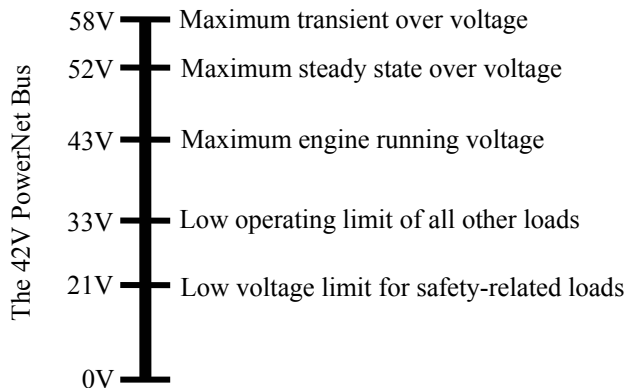 58V Maximum transient over voltage
52V Maximum steady state over voltage
The 42V PowerNet Bus
43V Maximum engine running voltage
33V Low operating limit of all other loads
21V Low voltage limit for safety-related loads
0V